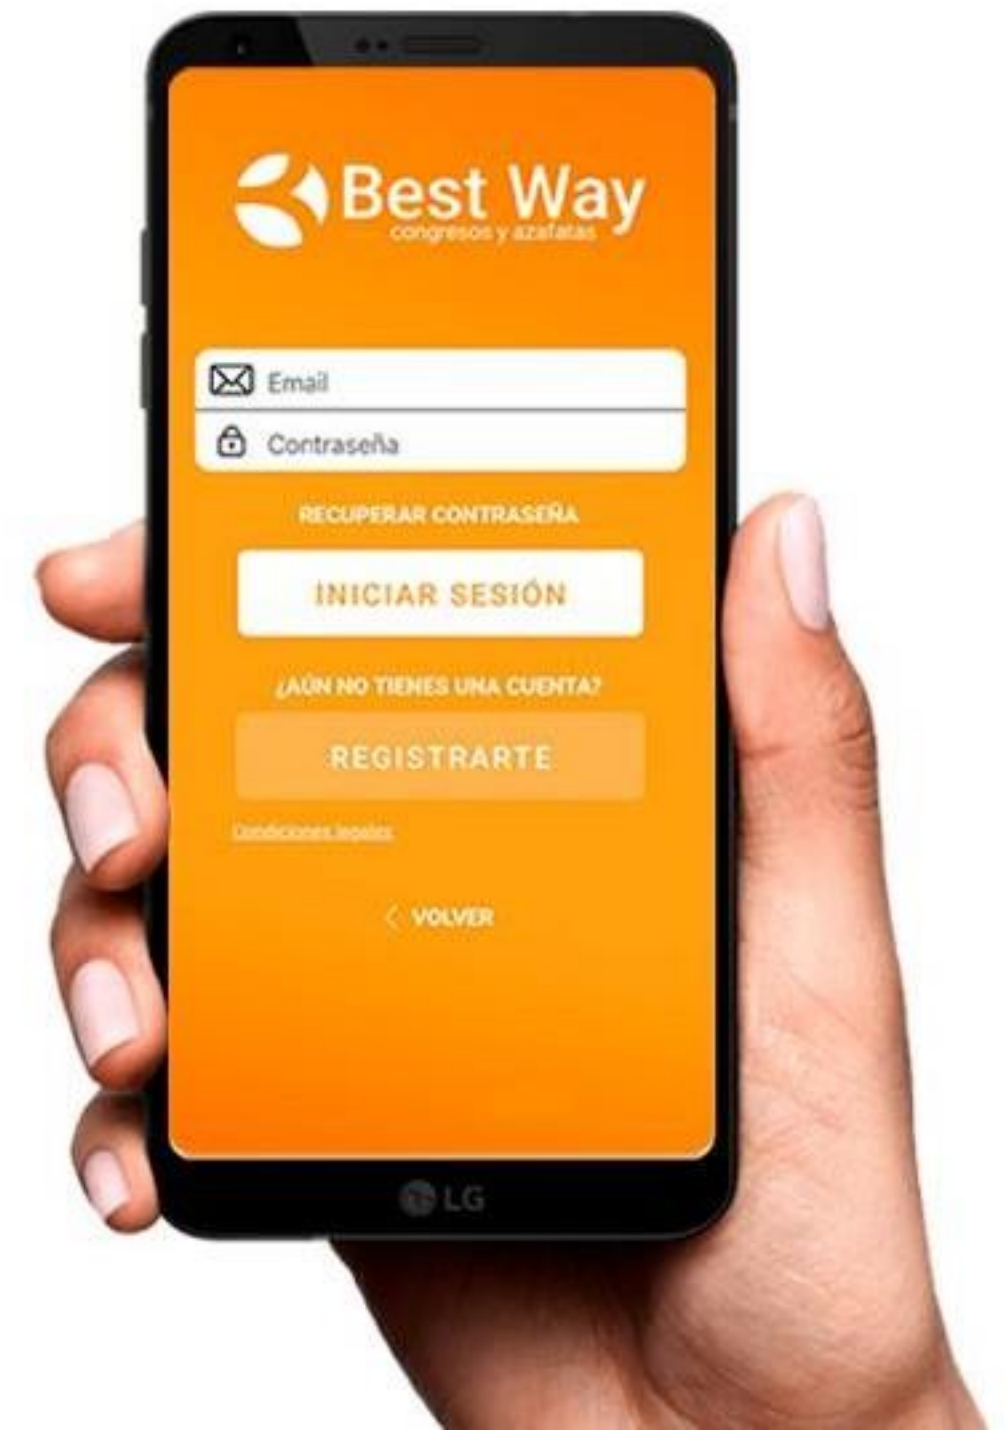 Best Way
congresos y azafatas
Email
Contraseña
RECUPERAR CONTRASEÑA
INICIAR SESIÓN
¿AÚN NO TIENES UNA CUENTA?
REGISTRARTE
Condiciones legales
< VOLVER
LG